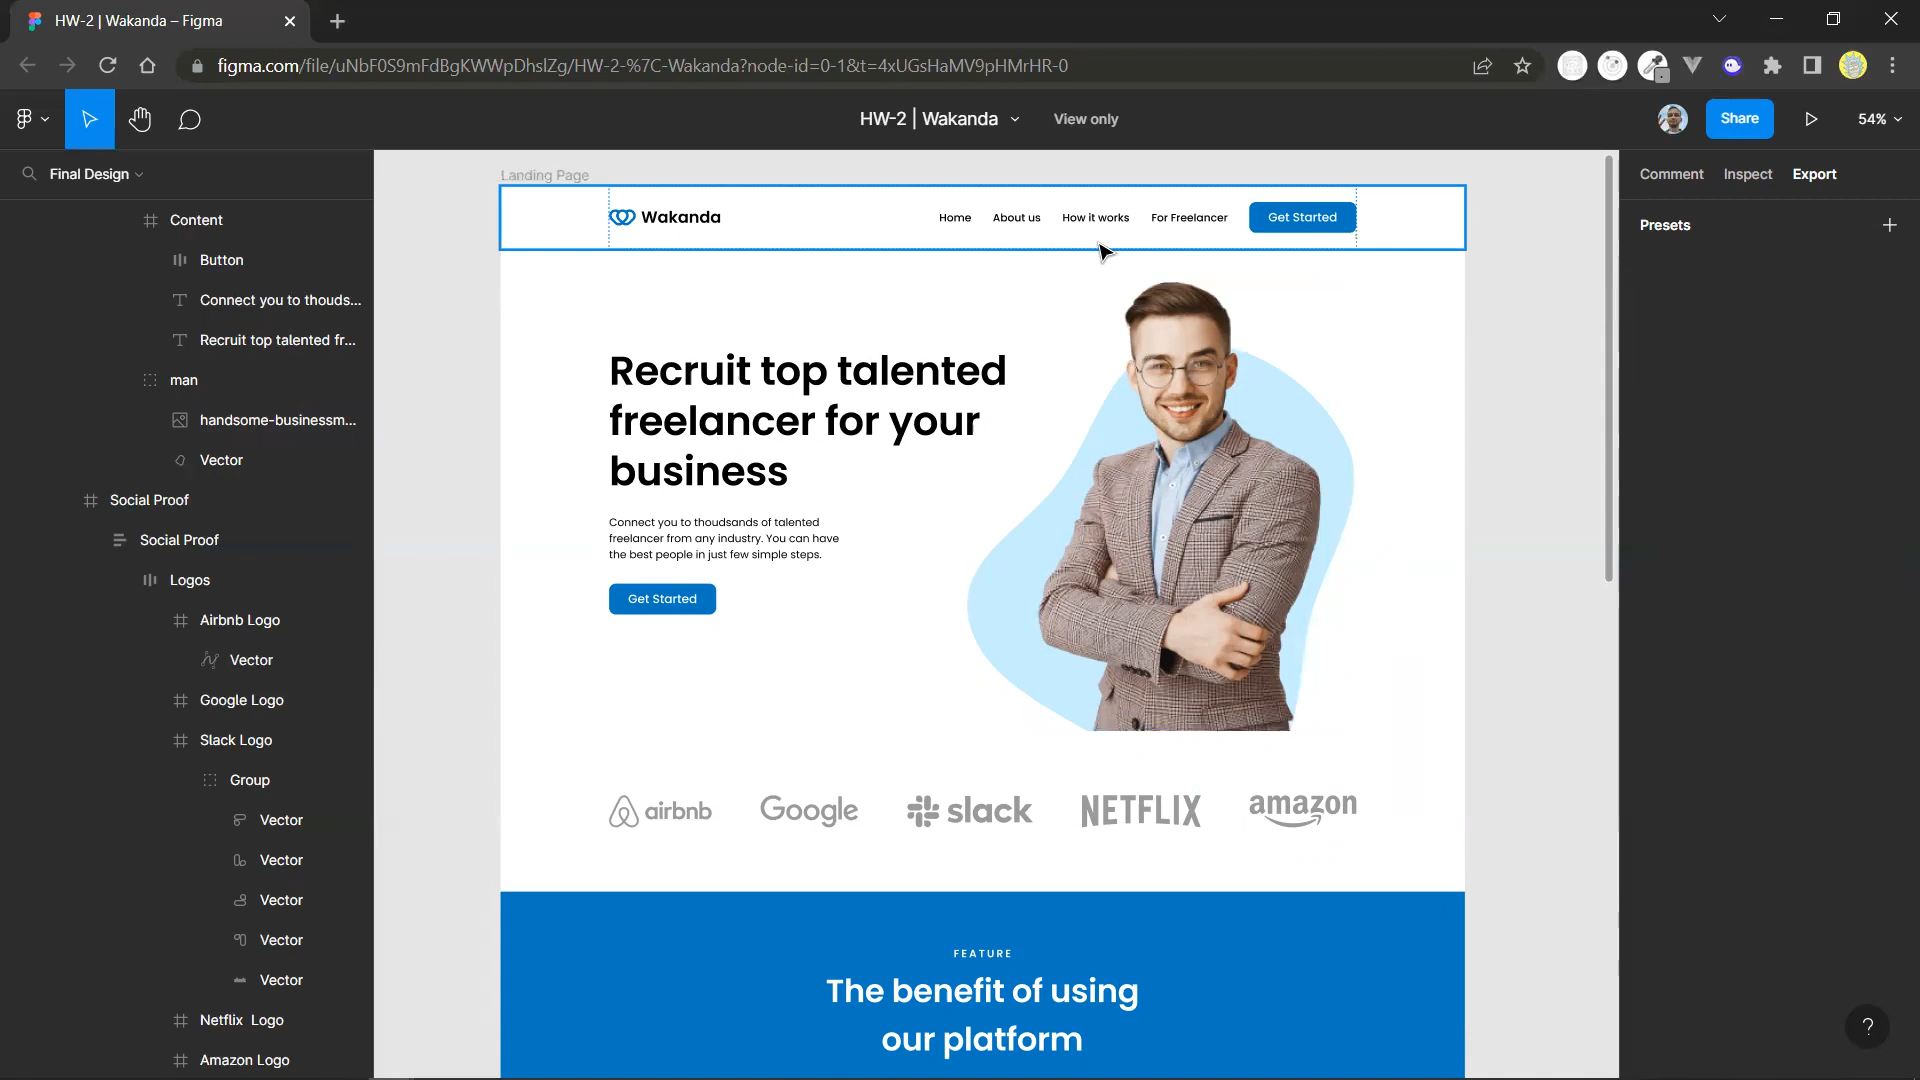 HW-2 | Wakanda – Figma
figma.com/file/uNbF0S9mFdBgKWWpDhslZg/HW-2-%7C-Wakanda?node-id=0-1&t=4xUGsHaMV9pHMrHR-0
HW-2 | Wakanda
View only
Share
54%
Final Design
Content
Button
Connect you to thouds...
Recruit top talented fr...
man
handsome-businessm...
Vector
Social Proof
Social Proof
Logos
Airbnb Logo
Vector
Google Logo
Slack Logo
Group
Vector
Vector
Vector
Vector
Vector
Netflix Logo
Amazon Logo
Landing Page
Wakanda
Home
About us
How it works
For Freelancer
Get Started
Recruit top talented
freelancer for your
business
Connect you to thoudsands of talented
freelancer from any industry. You can have
the best people in just few simple steps.
Get Started
airbnb
Google
slack
NETFLIX
amazon
FEATURE
The benefit of using
our platform
Comment
Inspect
Export
Presets
?